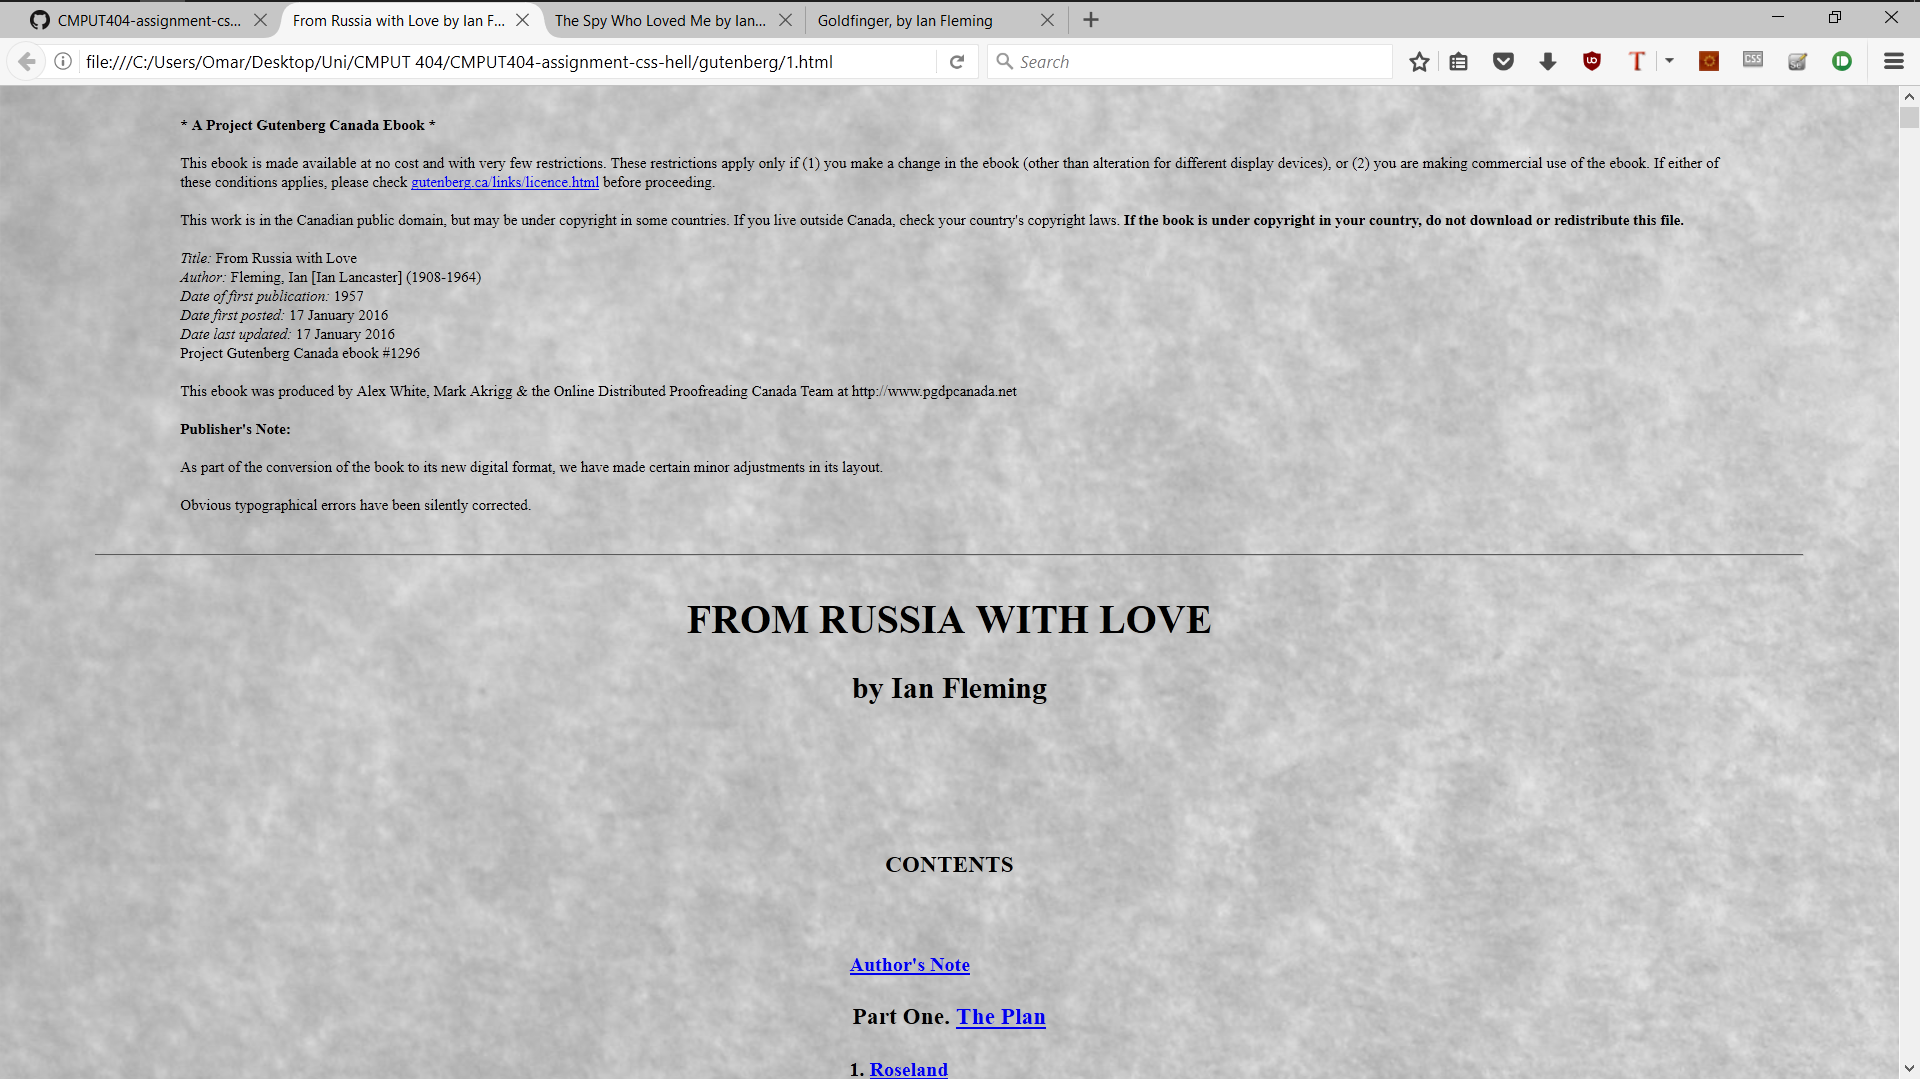 CMPUT404-assignment-cs...
From Russia with Love by Ian F...
The Spy Who Loved Me by Ian...
Goldfinger, by Ian Fleming
file:///C:/Users/Omar/Desktop/Uni/CMPUT 404/CMPUT404-assignment-css-hell/gutenberg/1.html
Search
T
CSS
Se
* A Project Gutenberg Canada Ebook *
This ebook is made available at no cost and with very few restrictions. These restrictions apply only if (1) you make a change in the ebook (other than alteration for different display devices), or (2) you are making commercial use of the ebook. If either of
these conditions applies, please check gutenberg.ca/links/licence.html before proceeding.
This work is in the Canadian public domain, but may be under copyright in some countries. If you live outside Canada, check your country's copyright laws. If the book is under copyright in your country, do not download or redistribute this file.
Title: From Russia with Love
Author: Fleming, Ian [Ian Lancaster] (1908-1964)
Date of first publication: 1957
Date first posted: 17 January 2016
Date last updated: 17 January 2016
Project Gutenberg Canada ebook #1296
This ebook was produced by Alex White, Mark Akrigg & the Online Distributed Proofreading Canada Team at http://www.pgdpcanada.net
Publisher's Note:
As part of the conversion of the book to its new digital format, we have made certain minor adjustments in its layout.
Obvious typographical errors have been silently corrected.
FROM RUSSIA WITH LOVE
by Ian Fleming
CONTENTS
Author's Note
Part One. The Plan
1. Roseland